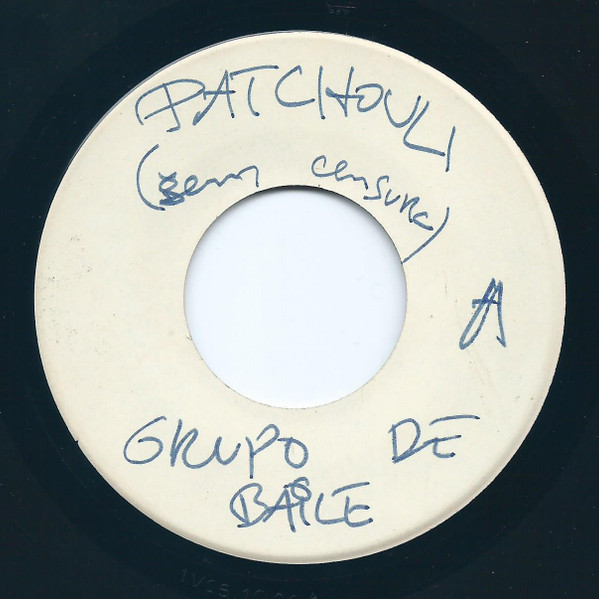 PATCHOULI
(sem censura)
A
GRUPO DE
BAILE